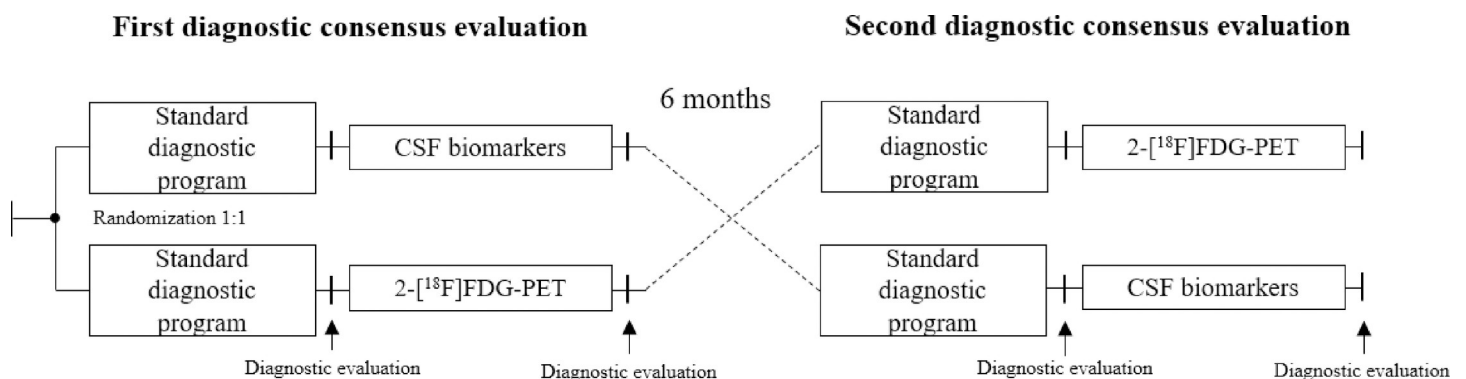 First diagnostic consensus evaluation
Second diagnostic consensus evaluation
6 months
Standard
diagnostic
program
CSF biomarkers
Standard
diagnostic
program
2-[¹⁸F]FDG-PET
Randomization 1:1
Standard
diagnostic
program
2-[¹⁸F]FDG-PET
Standard
diagnostic
program
CSF biomarkers
Diagnostic evaluation
Diagnostic evaluation
Diagnostic evaluation
Diagnostic evaluation